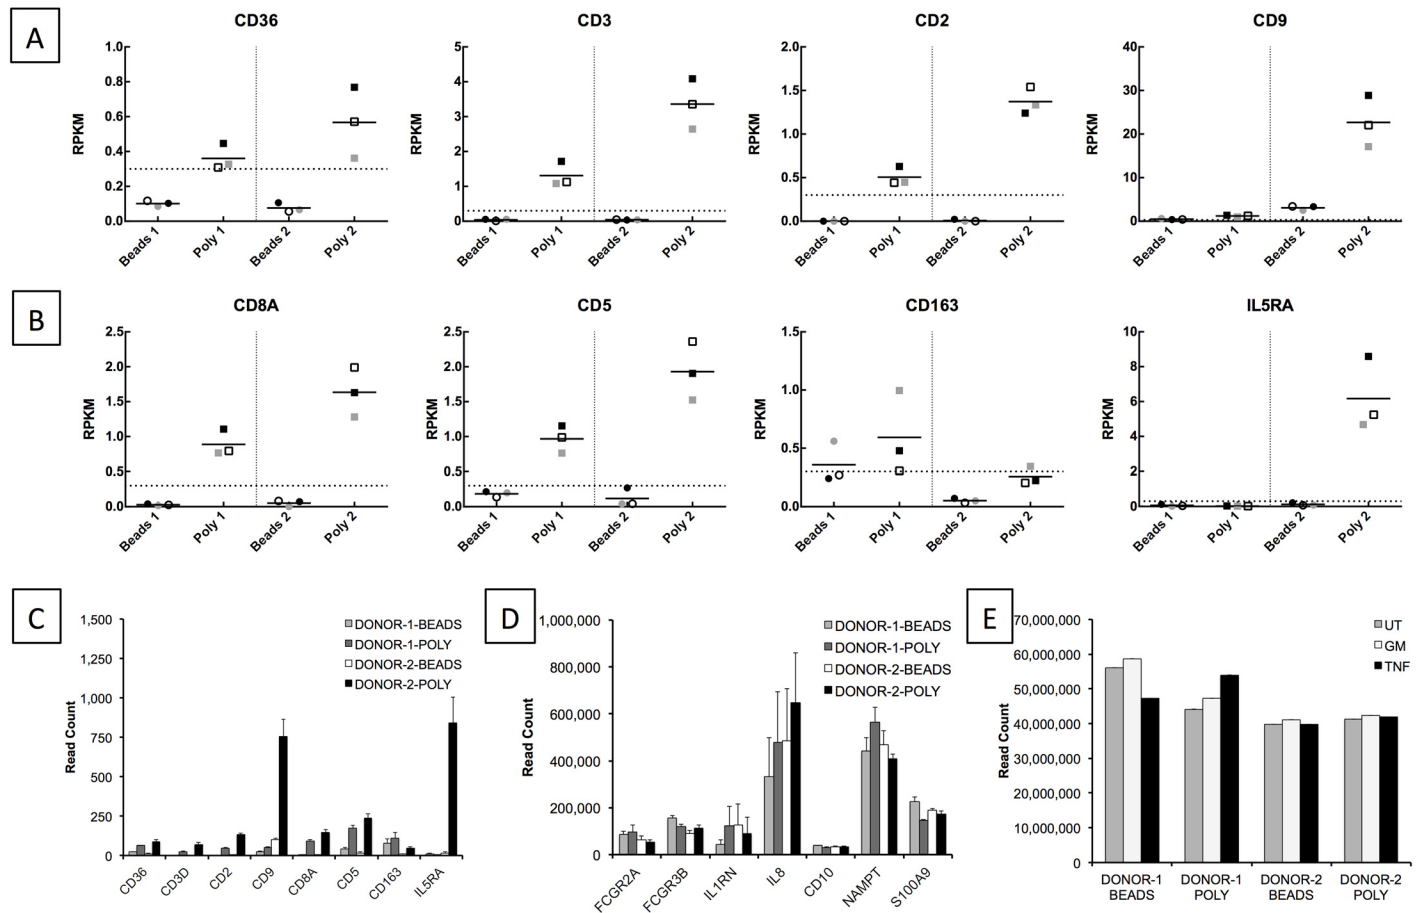 A
CD36
CD3
CD2
CD9
RPKM
1.0
0.8
0.6
0.4
0.2
0.0
Beads 1
Poly 1
Beads 2
Poly 2
RPKM
5
4
3
2
1
0
Beads 1
Poly 1
Beads 2
Poly 2
RPKM
2.0
1.5
1.0
0.5
0.0
Beads 1
Poly 1
Beads 2
Poly 2
RPKM
40
30
20
10
0
Beads 1
Poly 1
Beads 2
Poly 2
B
CD8A
CD5
CD163
IL5RA
RPKM
2.5
2.0
1.5
1.0
0.5
0.0
Beads 1
Poly 1
Beads 2
Poly 2
RPKM
2.5
2.0
1.5
1.0
0.5
0.0
Beads 1
Poly 1
Beads 2
Poly 2
RPKM
1.5
1.0
0.5
0.0
Beads 1
Poly 1
Beads 2
Poly 2
RPKM
10
8
6
4
2
0
Beads 1
Poly 1
Beads 2
Poly 2
C
Read Count
1,500
1,250
1,000
750
500
250
0
DONOR-1-BEADS
DONOR-1-POLY
DONOR-2-BEADS
DONOR-2-POLY
CD36
CD3D
CD2
CD9
CD8A
CD5
CD163
IL5RA
D
Read Count
1,000,000
800,000
600,000
400,000
200,000
0
DONOR-1-BEADS
DONOR-1-POLY
DONOR-2-BEADS
DONOR-2-POLY
FCGR2A
FCGR3B
IL1RN
IL8
CD10
NAMPT
S100A9
E
Read Count
70,000,000
60,000,000
50,000,000
40,000,000
30,000,000
20,000,000
10,000,000
0
UT
GM
TNF
DONOR-1
BEADS
DONOR-1
POLY
DONOR-2
BEADS
DONOR-2
POLY